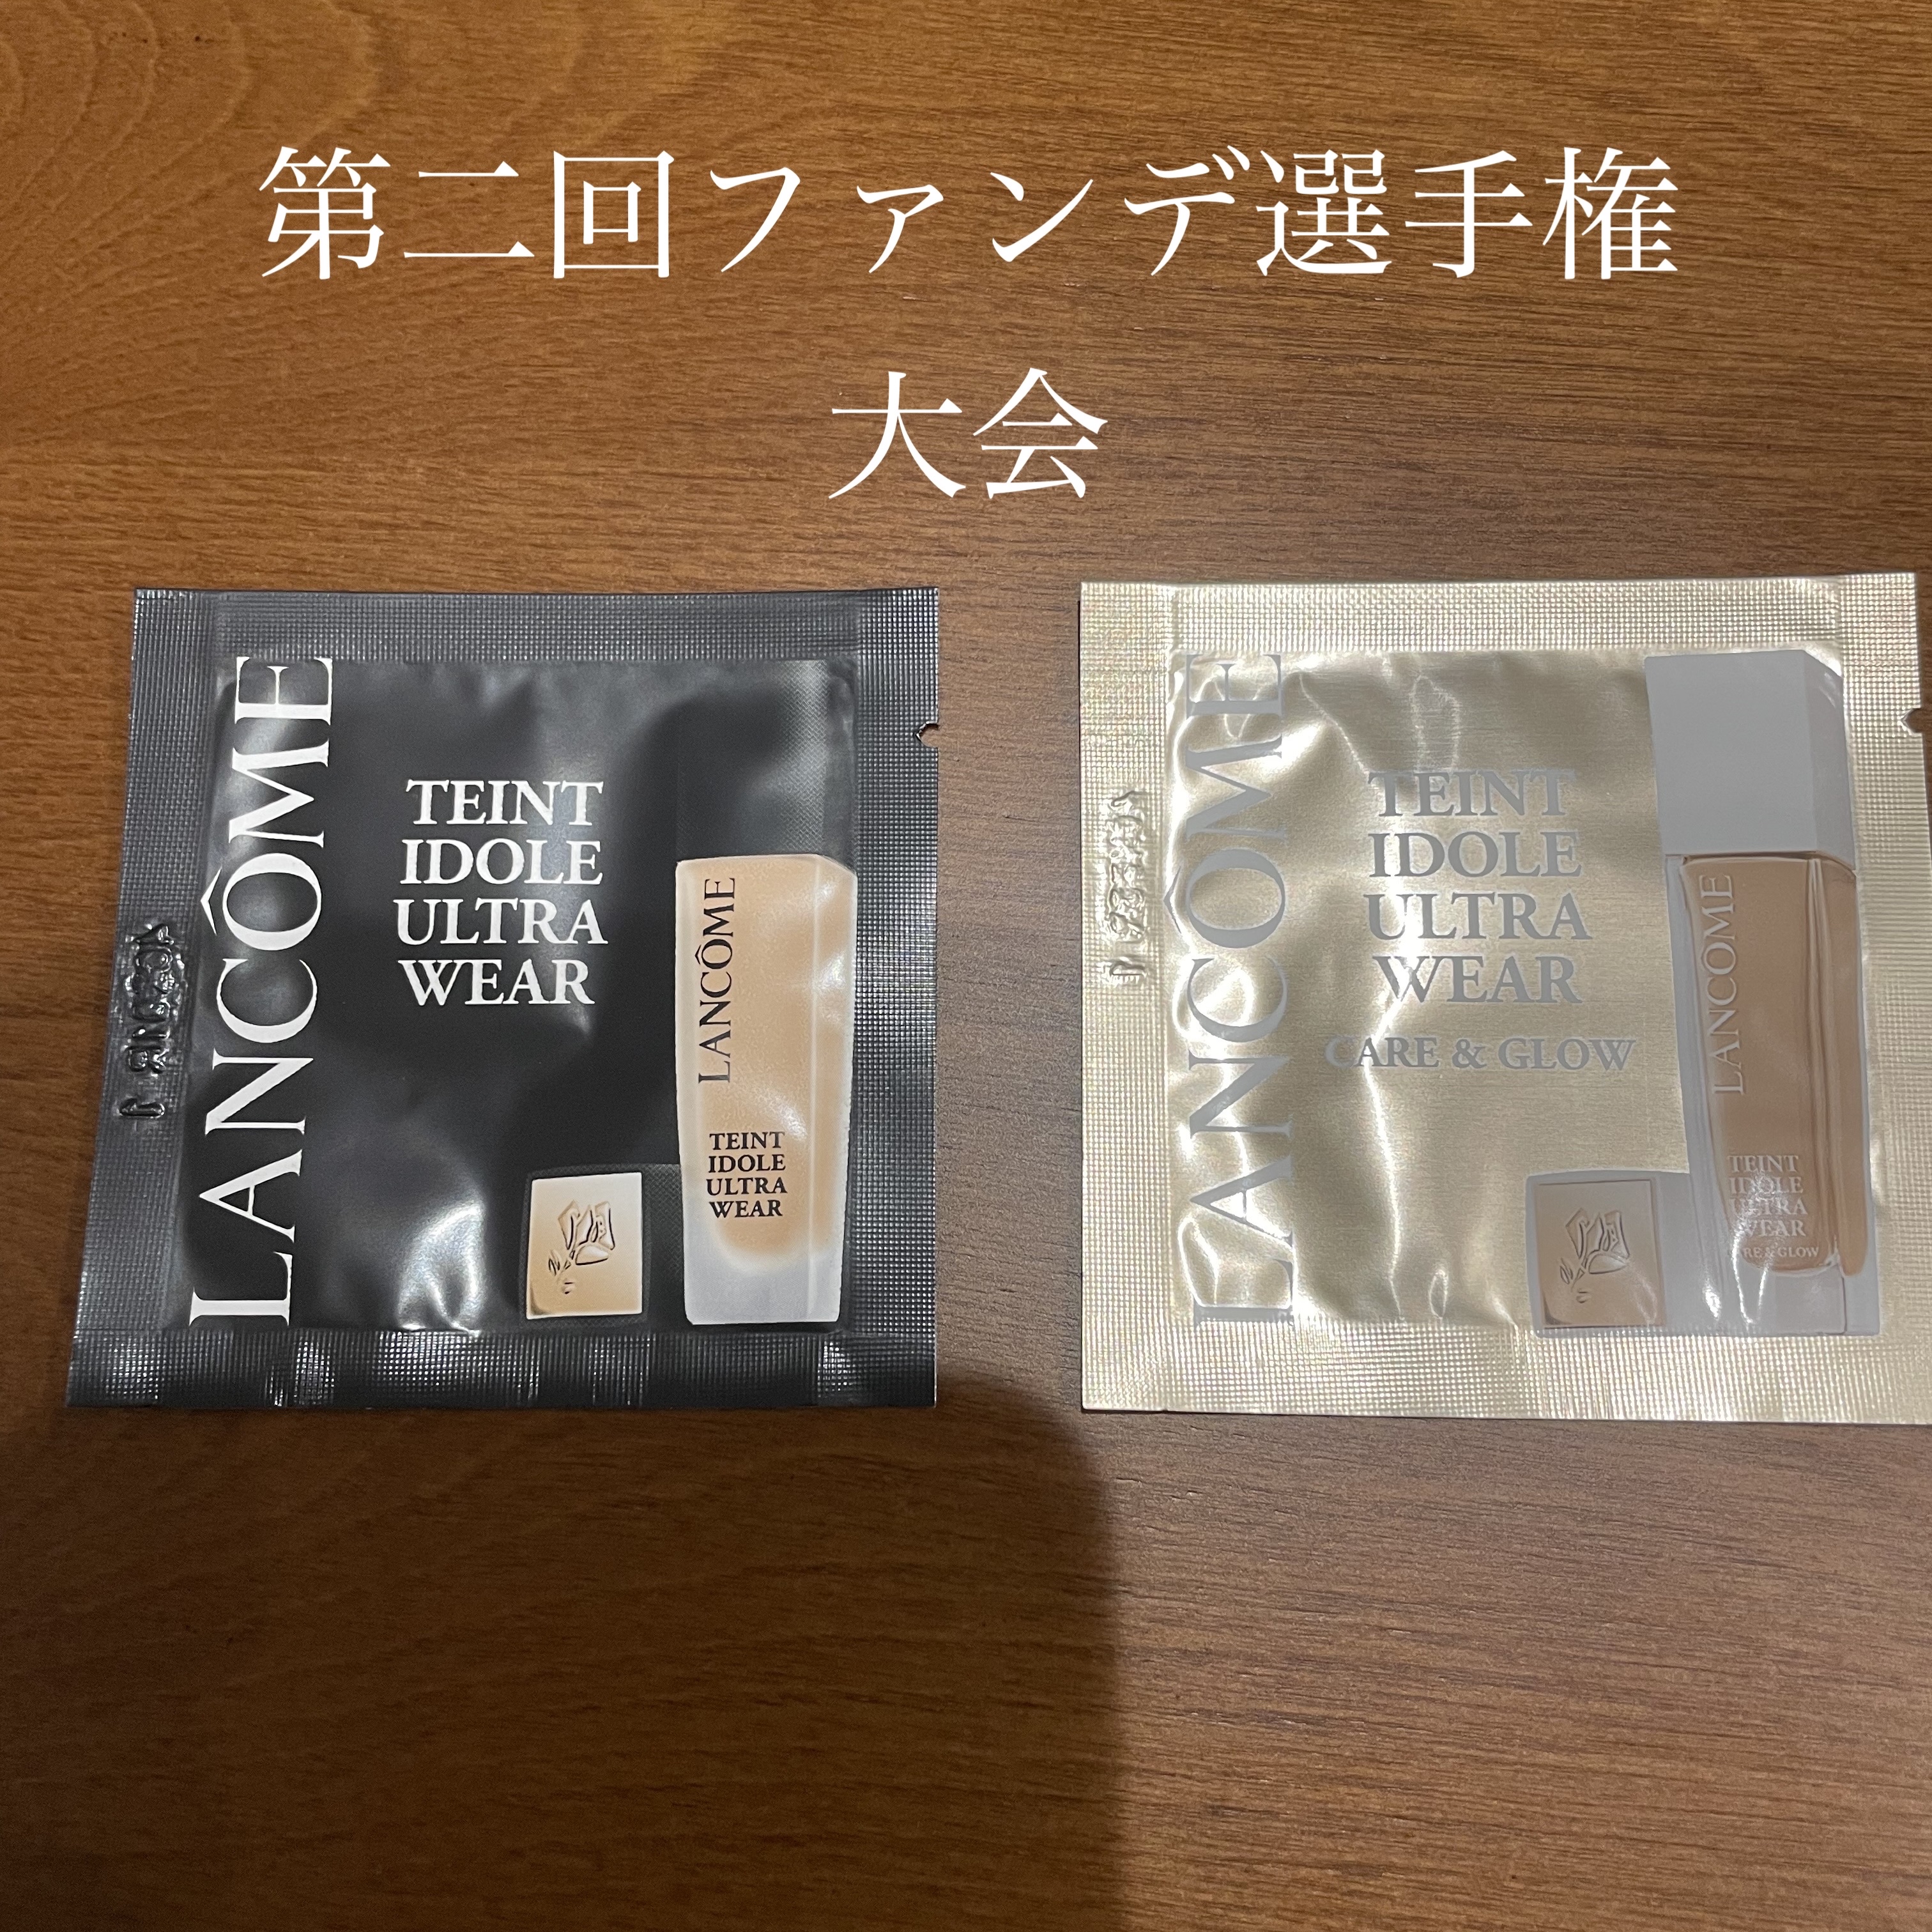 第二回ファンデ選手権
大会
LANCÔME
TEINT
IDOLE
ULTRA
WEAR
LANCÔME
TEINT
IDOLE
ULTRA
WEAR
LANCÔME
TEINT
IDOLE
ULTRA
WEAR
CARE & GLOW
LANCÔME
TEINT
IDOLE
ULTRA
WEAR